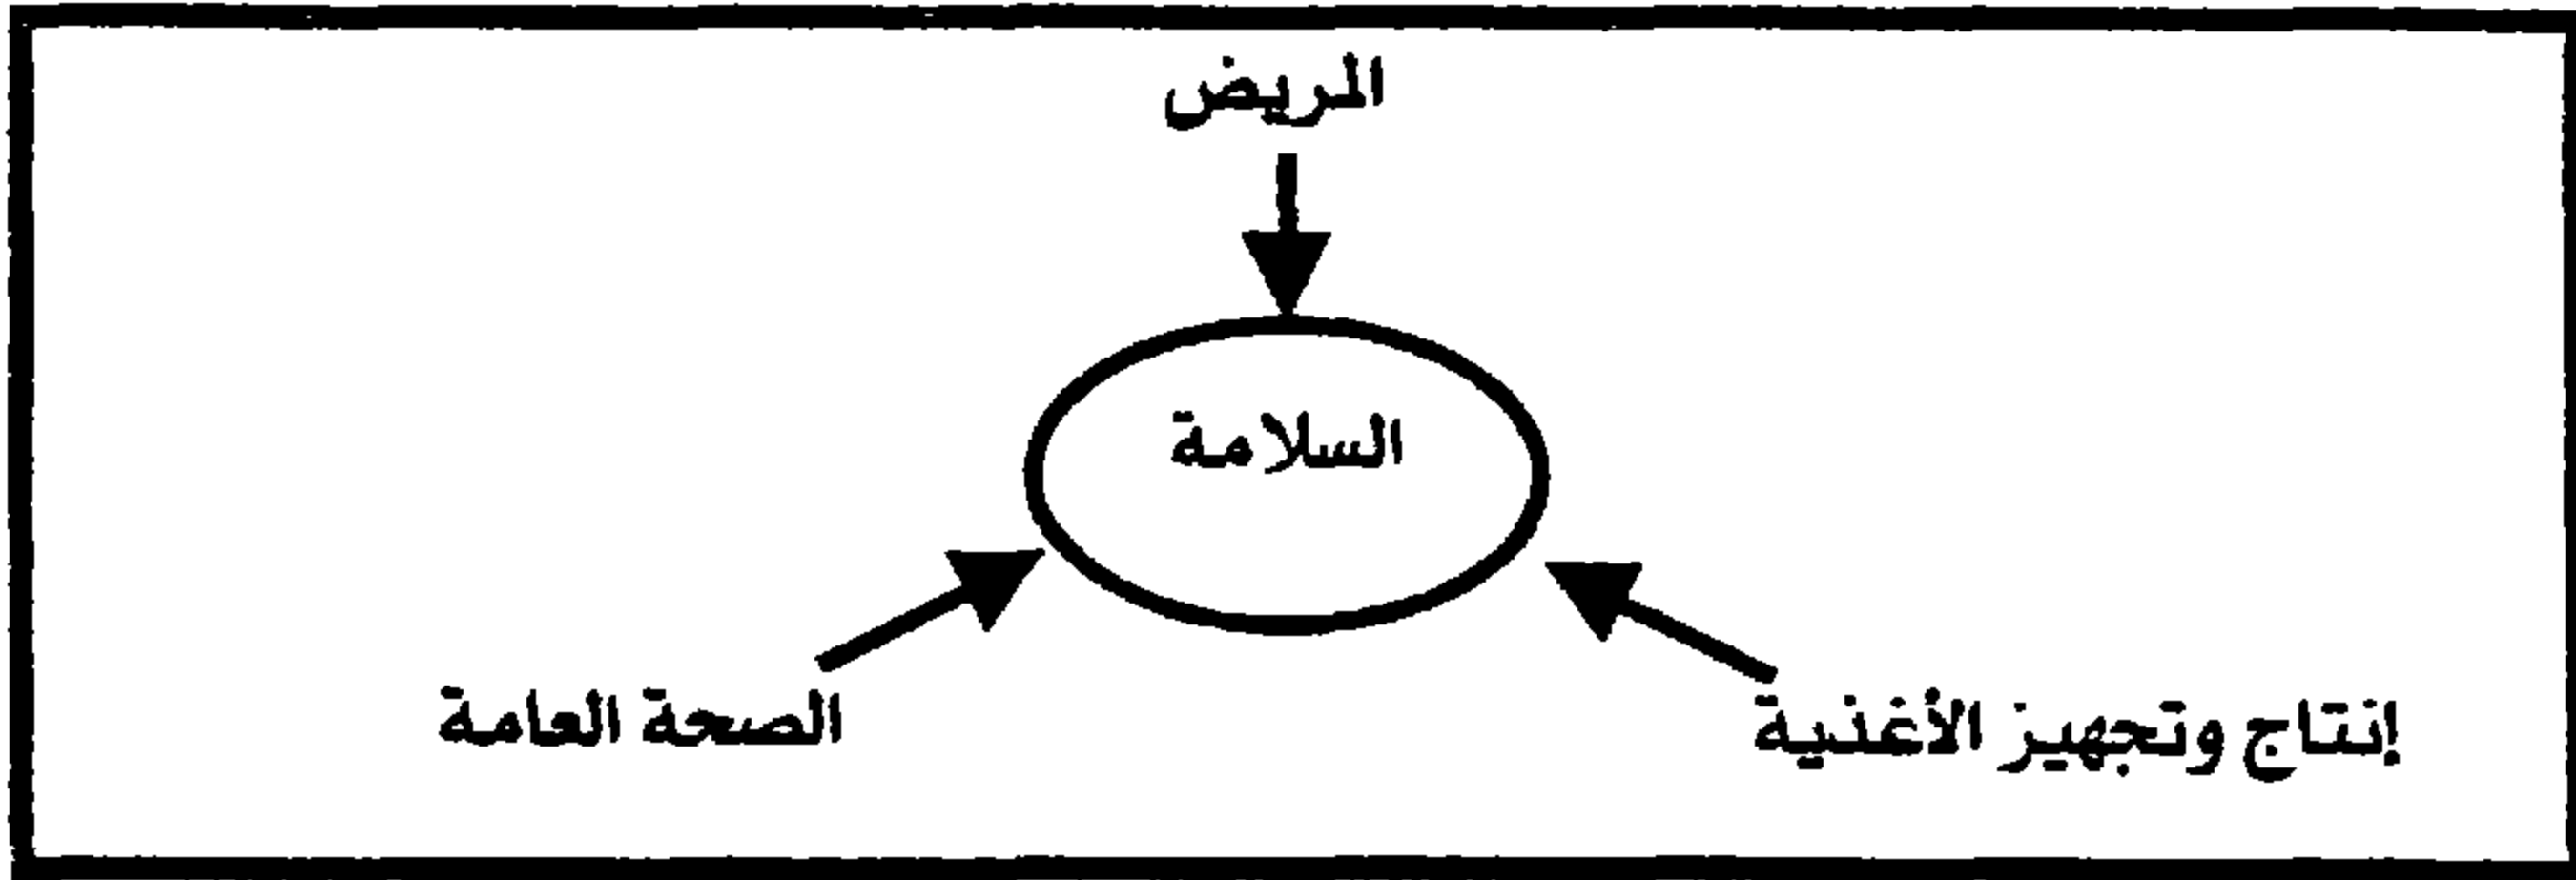 المريض
السلامة
إنتاج وتجهيز الأغذية
الصحة العامة